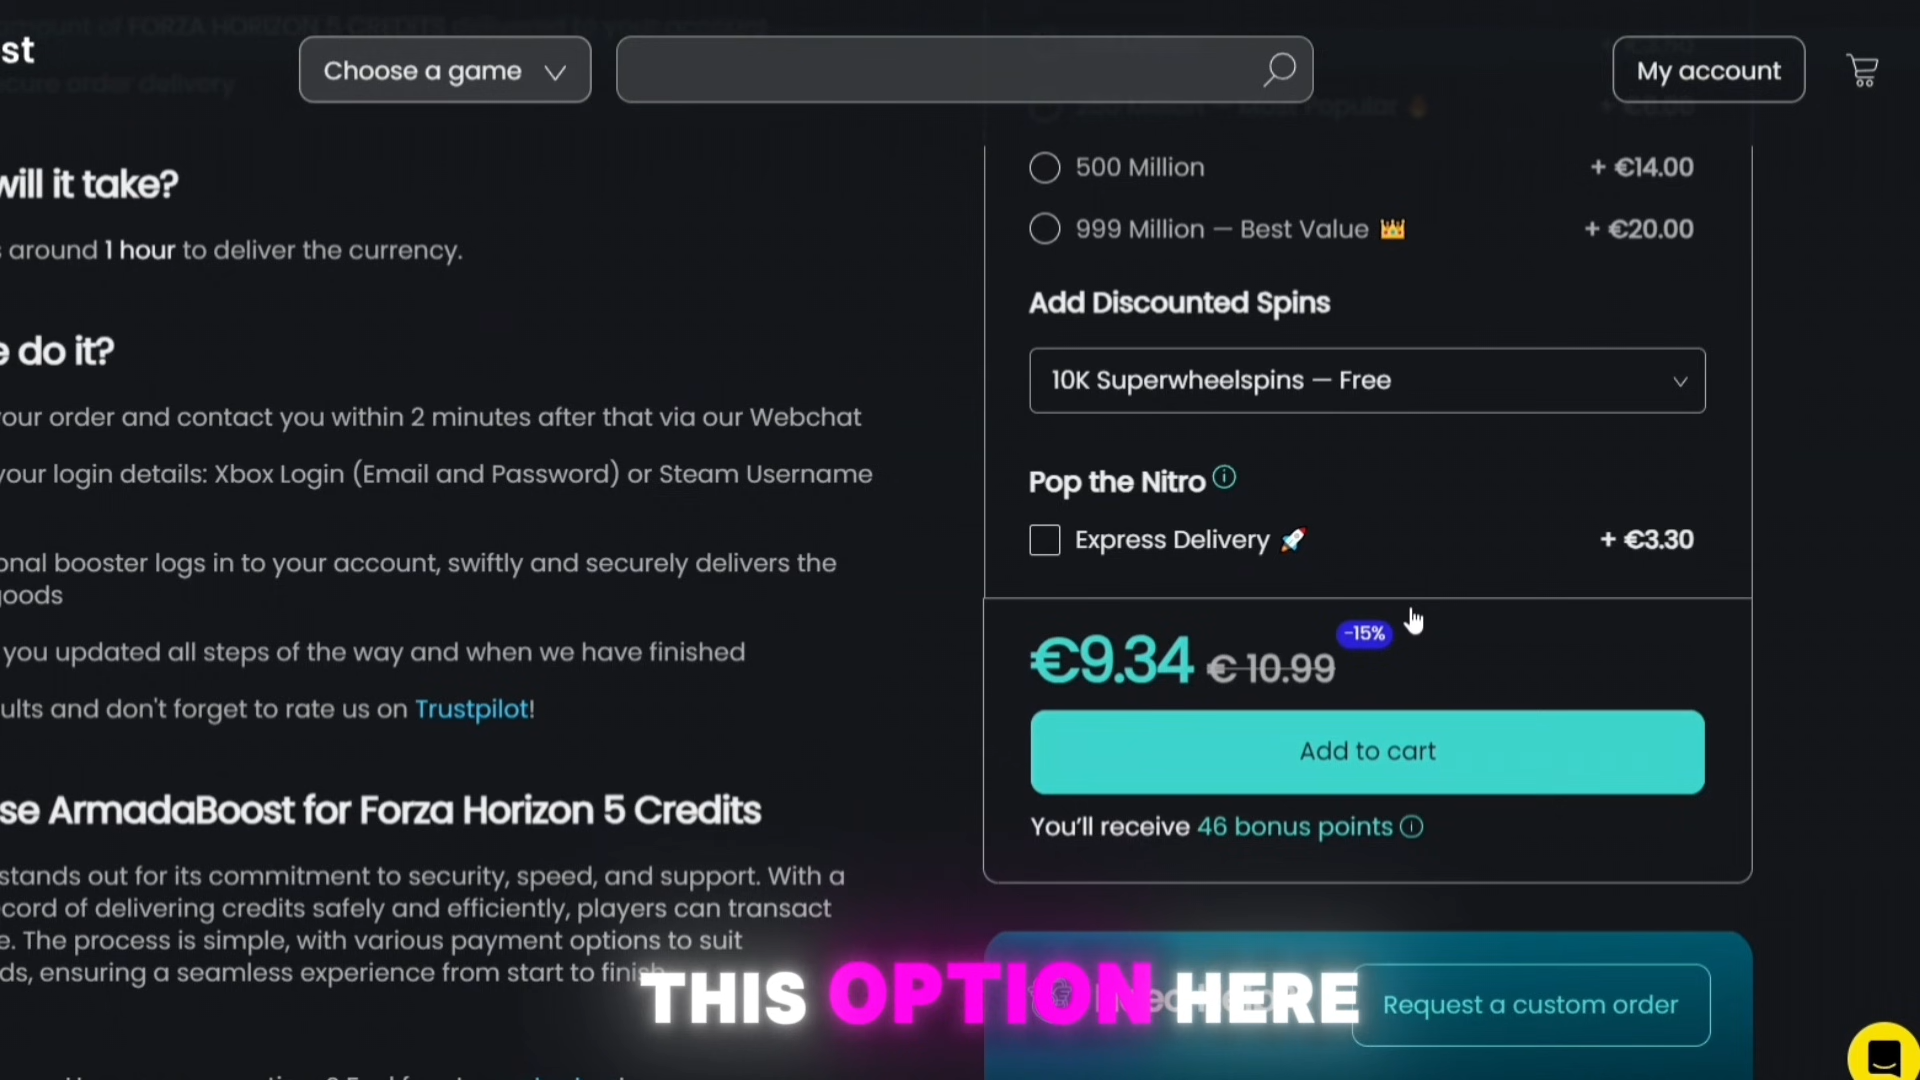 st
Choose a game
My account
will it take?
around 1 hour to deliver the currency.
do it?
our order and contact you within 2 minutes after that via our Webchat
your login details: Xbox Login (Email and Password) or Steam Username
onal booster logs in to your account, swiftly and securely delivers the
goods
you updated all steps of the way and when we have finished
ults and don't forget to rate us on Trustpilot!
se ArmadaBoost for Forza Horizon 5 Credits
stands out for its commitment to security, speed, and support. With a
cord of delivering credits safely and efficiently, players can transact
e. The process is simple, with various payment options to suit
ds, ensuring a seamless experience from start to finish
500 Million + €14.00
999 Million — Best Value 👑 + €20.00
Add Discounted Spins
10K Superwheelspins — Free
Pop the Nitro
Express Delivery 🚀 + €3.30
€9.34 €10.99 -15%
Add to cart
You'll receive 46 bonus points
Request a custom order
THIS OPTION HERE